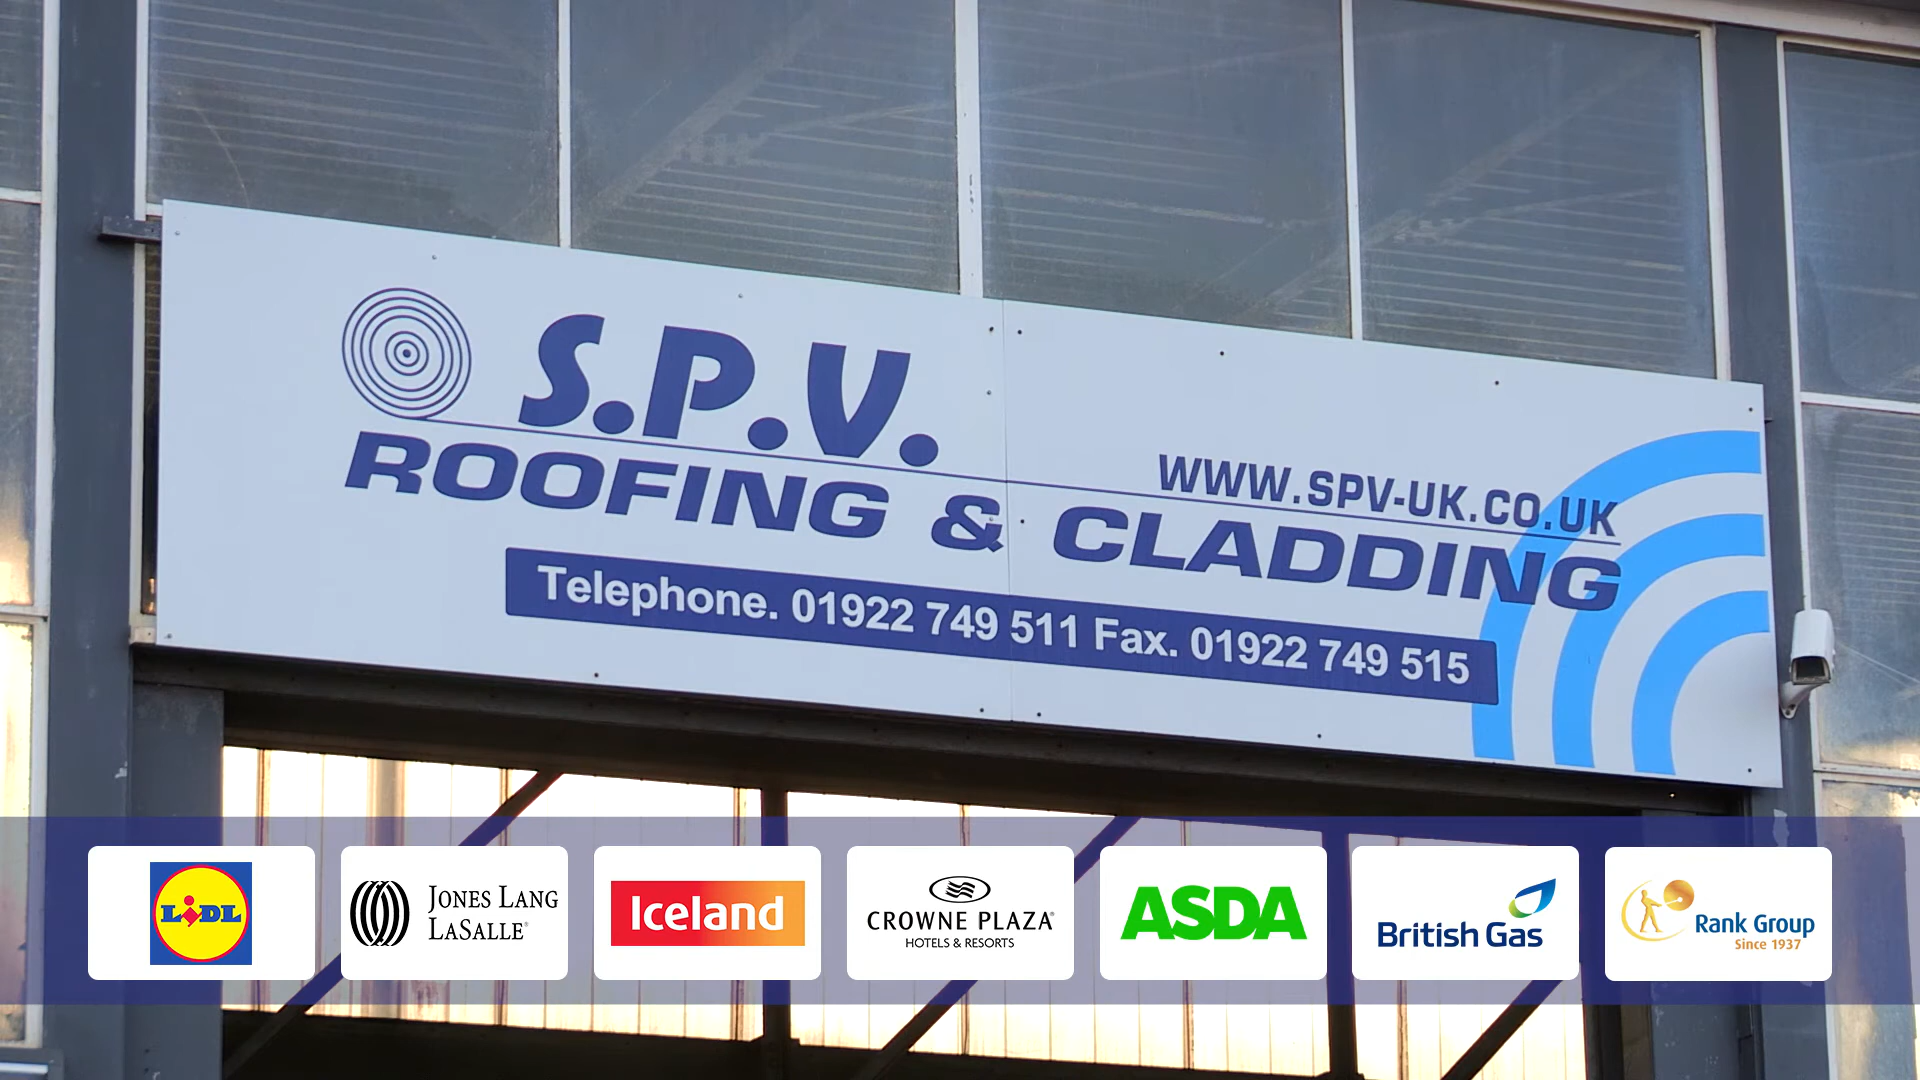 S.P.V.
WWW.SPV-UK.CO.UK
ROOFING & CLADDING
Telephone. 01922 749 511 Fax. 01922 749 515
LIDL
JONES LANG
LASALLE®
Iceland
CROWNE PLAZA®
HOTELS & RESORTS
ASDA
British Gas
Rank Group
Since 1937